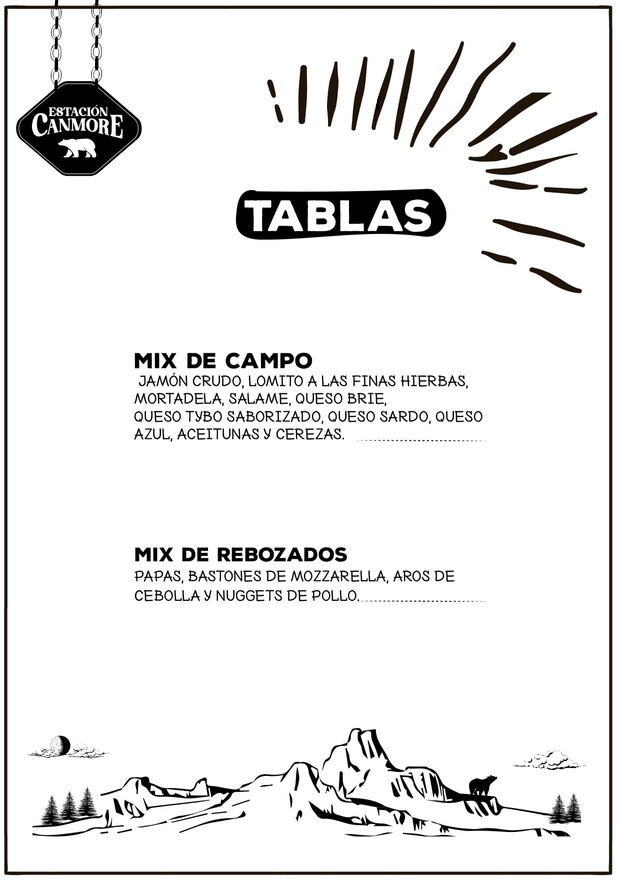 ESTACIÓN
CANMORE
TABLAS
MIX DE CAMPO
JAMÓN CRUDO, LOMITO A LAS FINAS HIERBAS,
MORTADELA, SALAME, QUESO BRIE,
QUESO TYBO SABORIZADO, QUESO SARDO, QUESO
AZUL, ACEITUNAS Y CEREZAS.
MIX DE REBOZADOS
PAPAS, BASTONES DE MOZZARELLA, AROS DE
CEBOLLA Y NUGGETS DE POLLO.